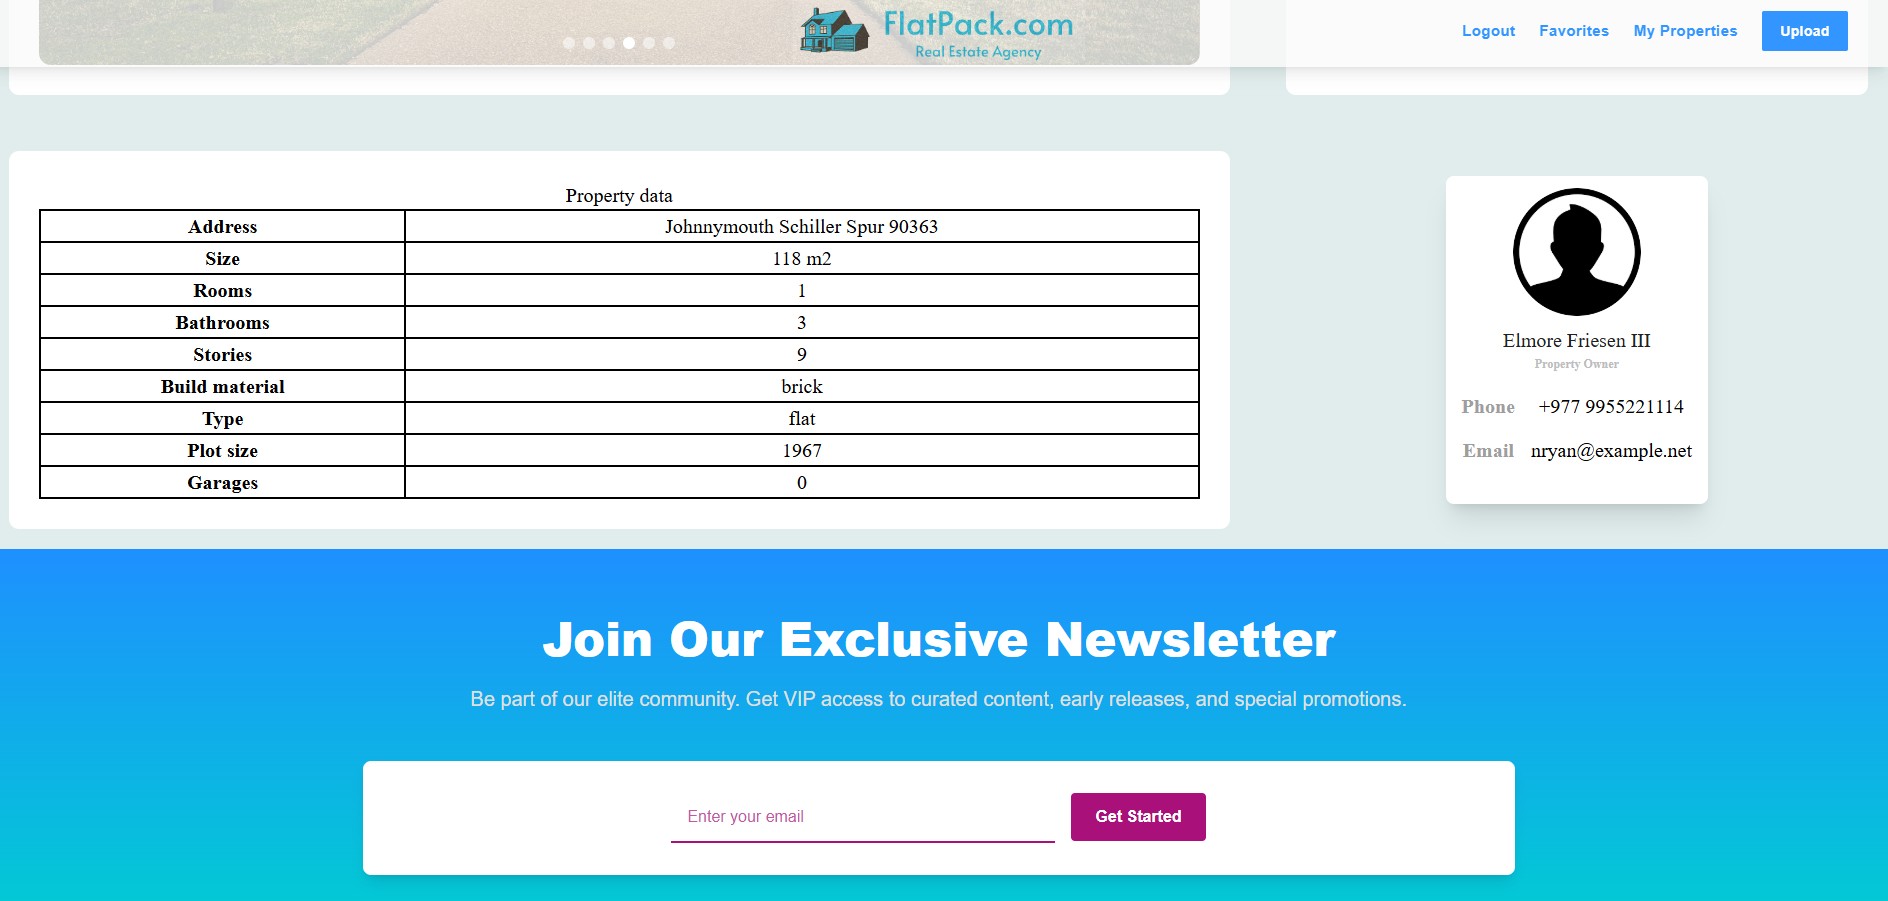 FlatPack.com
Real Estate Agency
Logout Favorites My Properties Upload
Property data
Address Johnnymouth Schiller Spur 90363
Size 118 m2
Rooms 1
Bathrooms 3
Stories 9
Build material brick
Type flat
Plot size 1967
Garages 0
Elmore Friesen III
Property Owner
Phone +977 9955221114
Email nryan@example.net
Join Our Exclusive Newsletter
Be part of our elite community. Get VIP access to curated content, early releases, and special promotions.
Enter your email Get Started